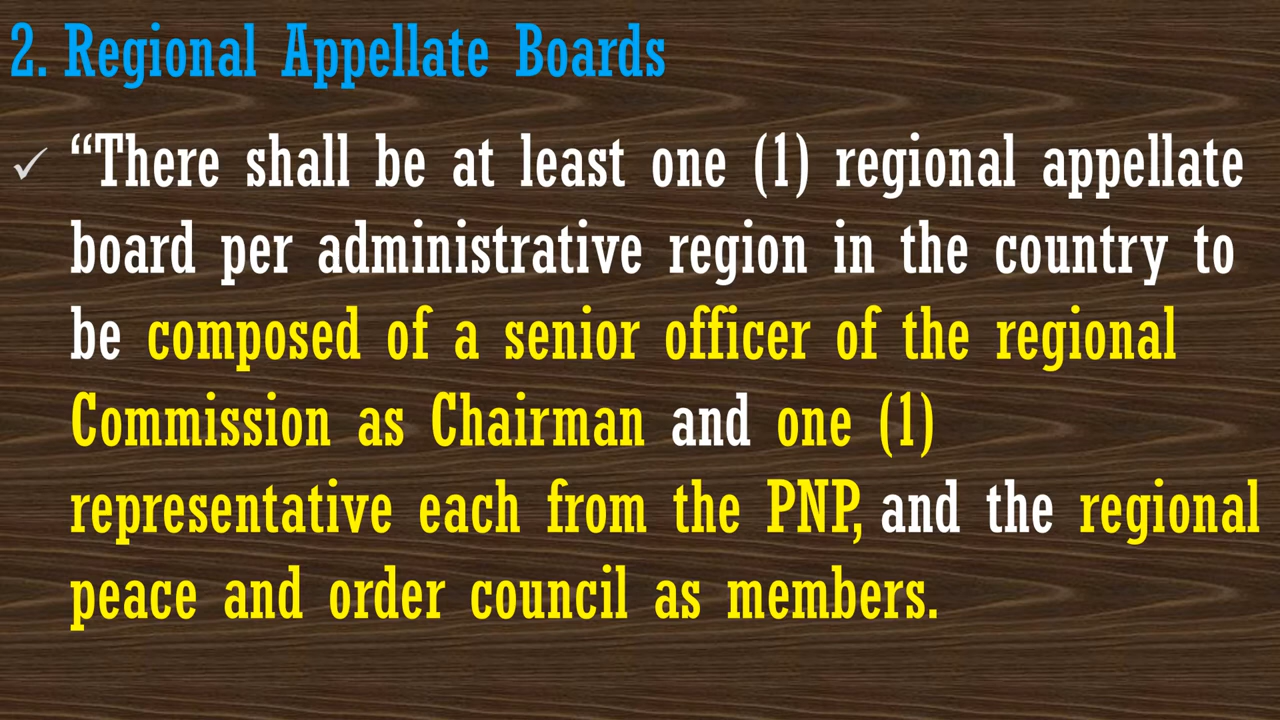 2. Regional Appellate Boards
✓ “There shall be at least one (1) regional appellate
board per administrative region in the country to
be composed of a senior officer of the regional
Commission as Chairman and one (1)
representative each from the PNP, and the regional
peace and order council as members.